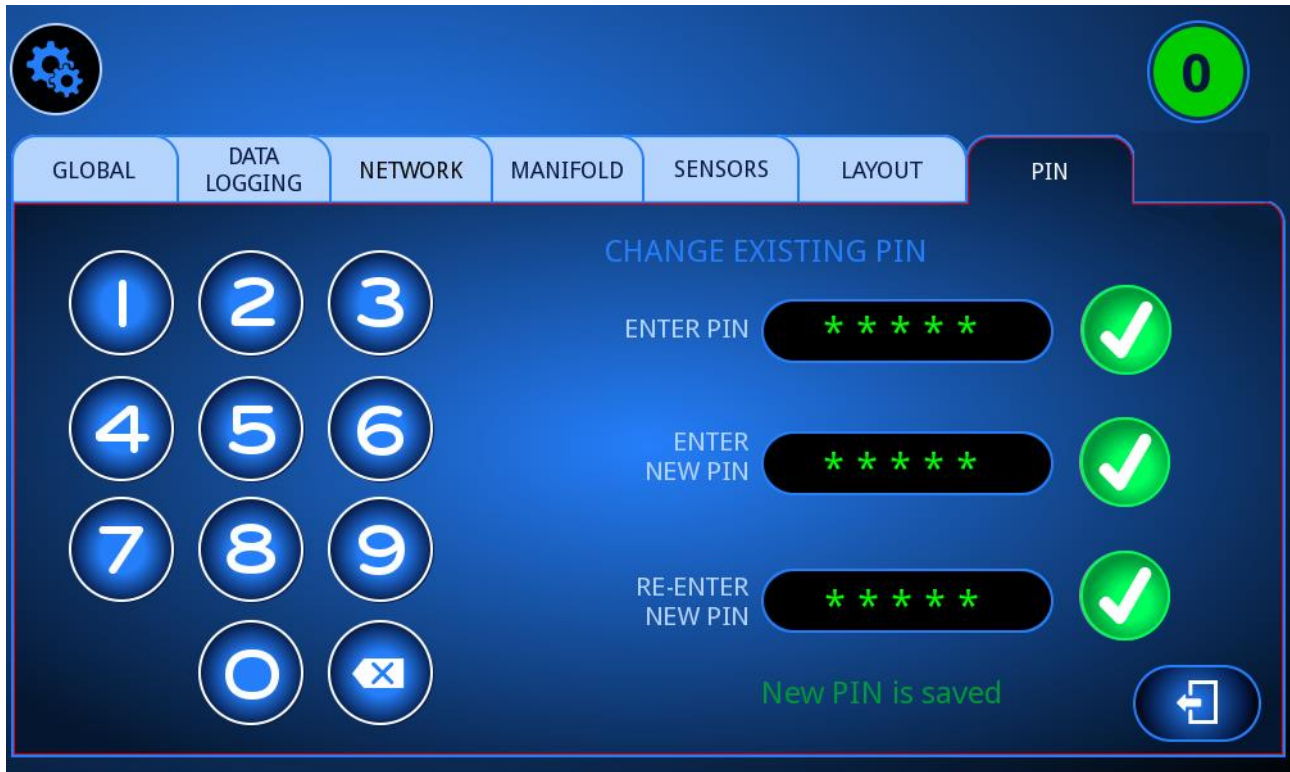 0
GLOBAL
DATA
LOGGING
NETWORK
MANIFOLD
SENSORS
LAYOUT
PIN
CHANGE EXISTING PIN
1 2 3
ENTER PIN * * * * *
4 5 6
ENTER
NEW PIN * * * * *
7 8 9
RE-ENTER
NEW PIN * * * * *
0
New PIN is saved